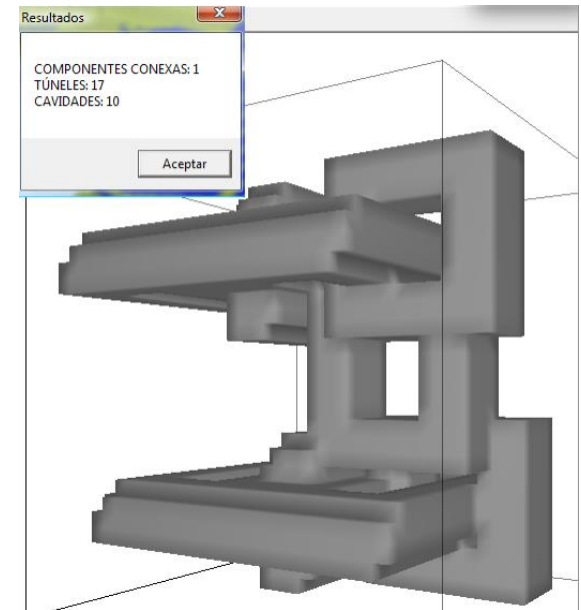 Resultados
COMPONENTES CONEXAS: 1
TÚNELES: 17
CAVIDADES: 10
Aceptar